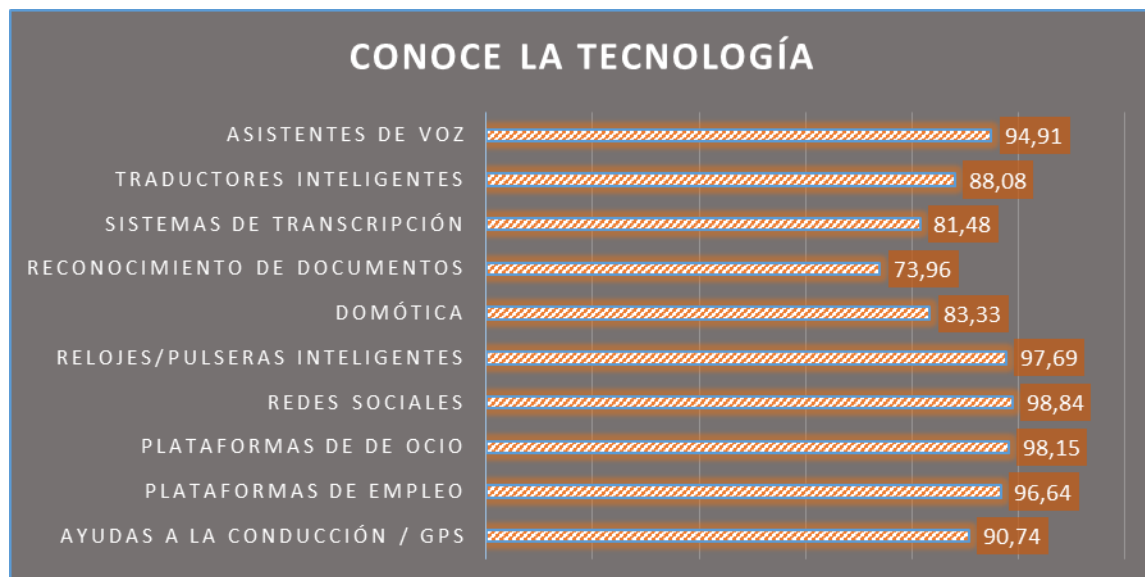 CONOCE LA TECNOLOGÍA
ASISTENTES DE VOZ 94,91
TRADUCTORES INTELIGENTES 88,08
SISTEMAS DE TRANSCRIPCIÓN 81,48
RECONOCIMIENTO DE DOCUMENTOS 73,96
DOMÓTICA 83,33
RELOJES/PULSERAS INTELIGENTES 97,69
REDES SOCIALES 98,84
PLATAFORMAS DE DE OCIO 98,15
PLATAFORMAS DE EMPLEO 96,64
AYUDAS A LA CONDUCCIÓN / GPS 90,74